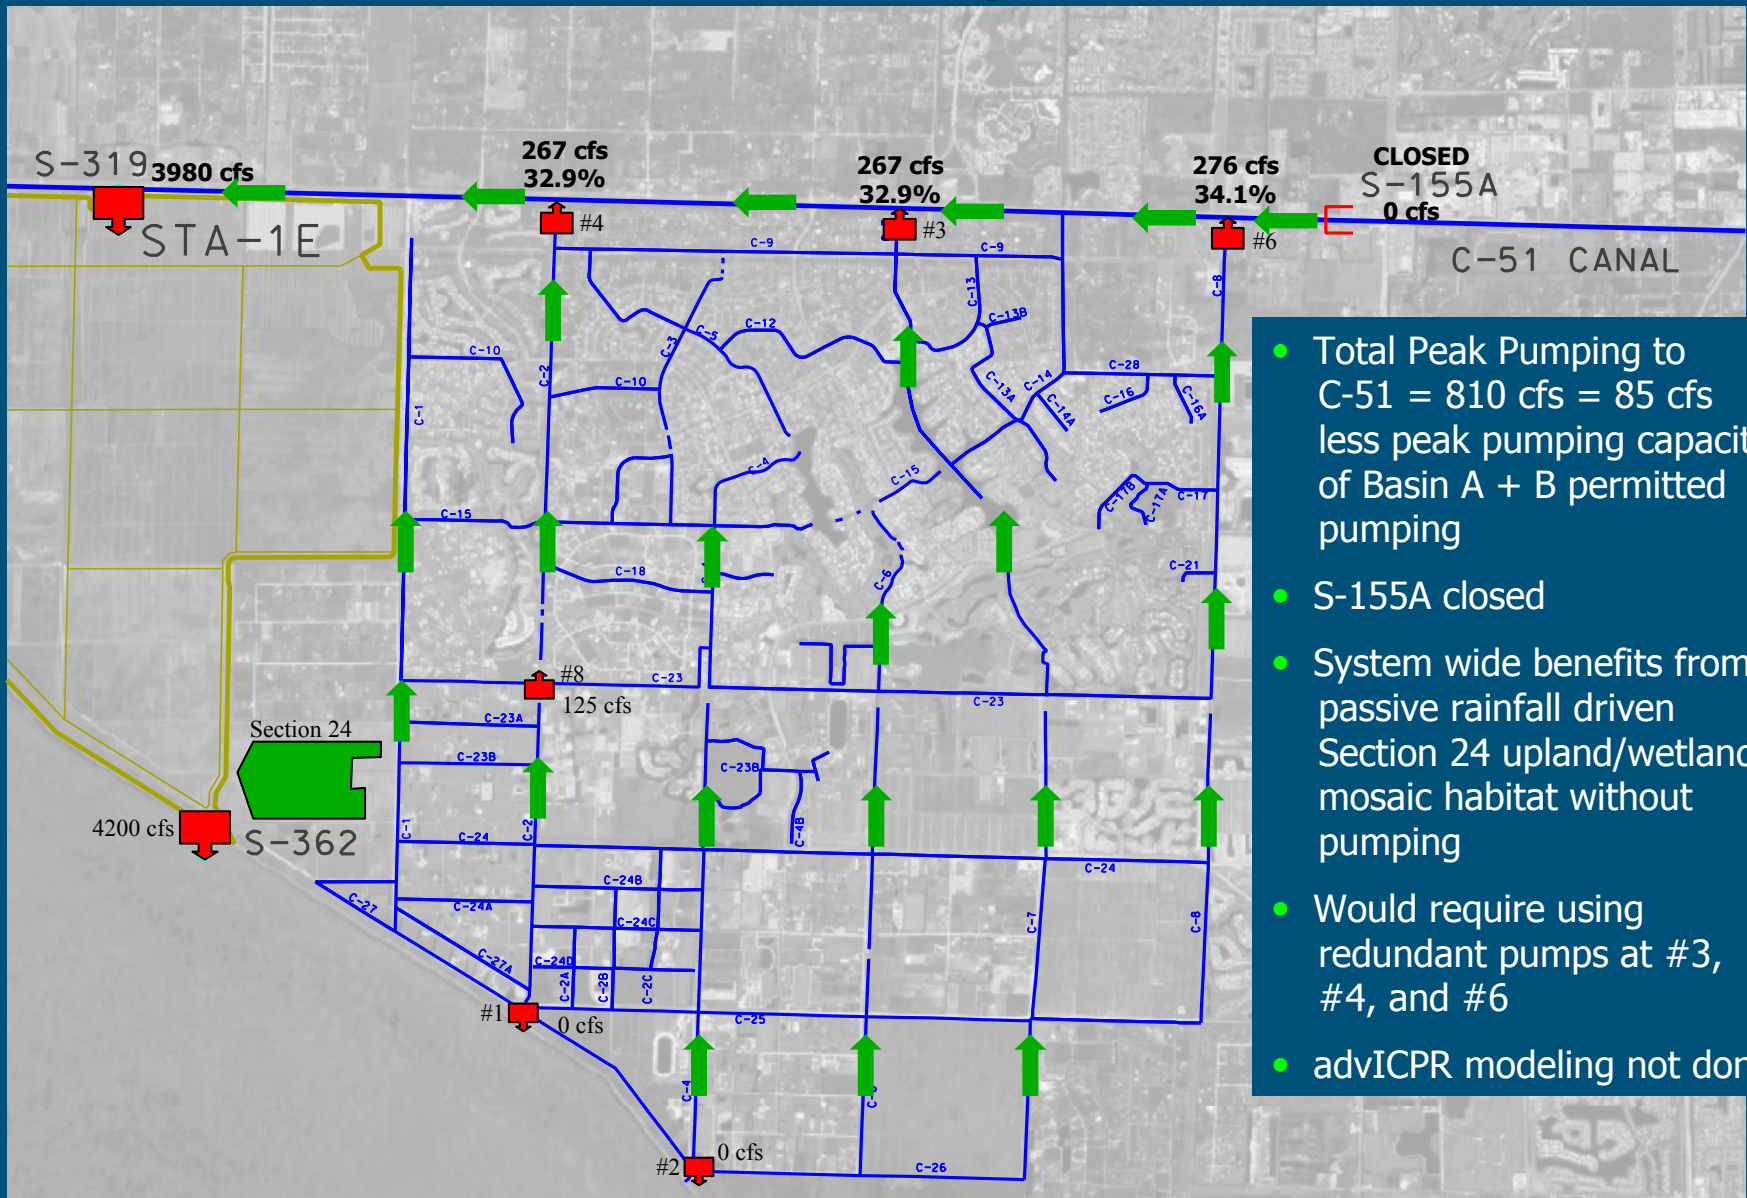 S-319
3980 cfs
STA-1E
267 cfs
32.9%
#4
267 cfs
32.9%
#3
276 cfs
34.1%
#6
CLOSED
S-155A
0 cfs
C-51 CANAL
C-9
C-9
C-8
C-13
C-13B
C-12
C-5
C-3
C-10
C-2
C-10
C-1
C-13A
C-14
C-14A
C-28
C-16
C-16A
C-4
C-15
C-17B
C-17A
C-17
C-15
C-18
C-6
C-21
#8
125 cfs
C-23
C-23
C-23A
C-23B
C-23B
C-4B
Section 24
4200 cfs
S-362
C-1
C-2
C-24
C-24
C-24B
C-24A
C-24C
C-24D
C-27
C-27A
C-2A
C-2B
C-2C
C-7
C-8
#1
0 cfs
C-25
C-4
#2
0 cfs
C-26
• Total Peak Pumping to
C-51 = 810 cfs = 85 cfs
less peak pumping capacit
of Basin A + B permitted
pumping
• S-155A closed
• System wide benefits from
passive rainfall driven
Section 24 upland/wetland
mosaic habitat without
pumping
• Would require using
redundant pumps at #3,
#4, and #6
• advICPR modeling not don